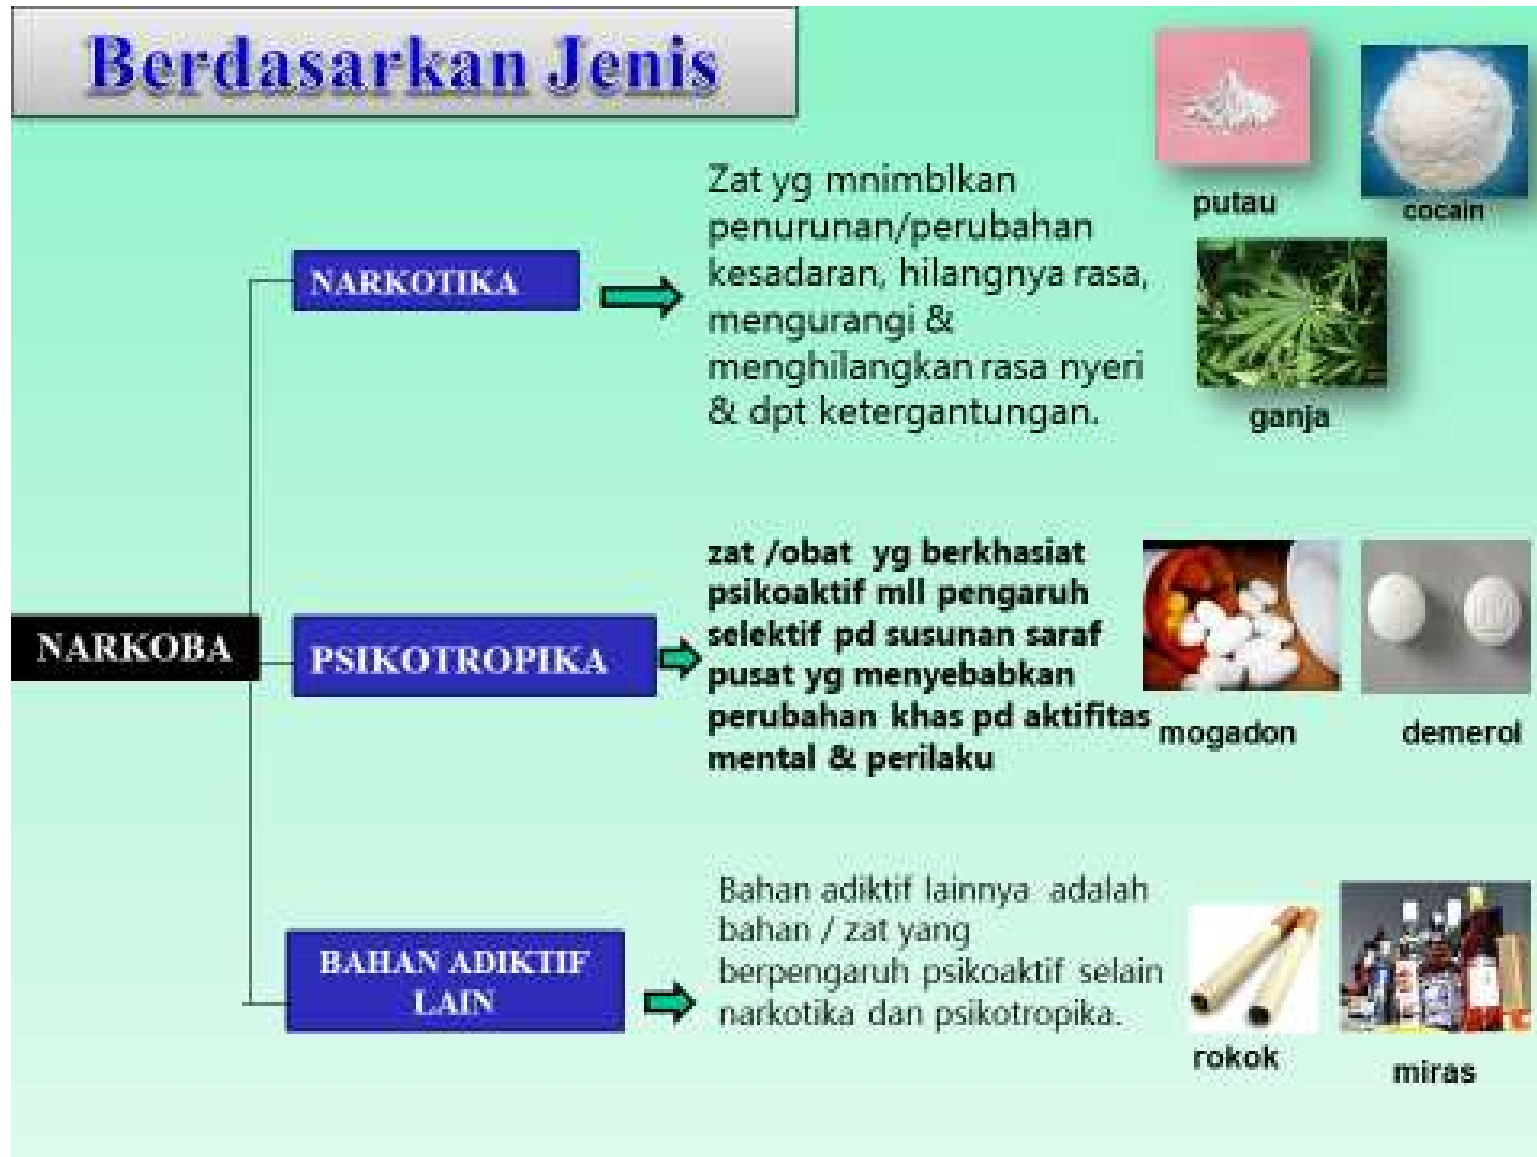 Berdasarkan Jenis
putau
cocain
Zat yg mnimblkan
penurunan/perubahan
kesadaran, hilangnya rasa,
mengurangi &
menghilangkan rasa nyeri
& dpt ketergantungan.
NARKOTIKA
ganja
NARKOBA
PSIKOTROPIKA
zat /obat yg berkhasiat
psikoaktif mll pengaruh
selektif pd susunan saraf
pusat yg menyebabkan
perubahan khas pd aktifitas
mental & perilaku
mogadon
demerol
BAHAN ADIKTIF
LAIN
Bahan adiktif lainnya adalah
bahan / zat yang
berpengaruh psikoaktif selain
narkotika dan psikotropika.
rokok
miras